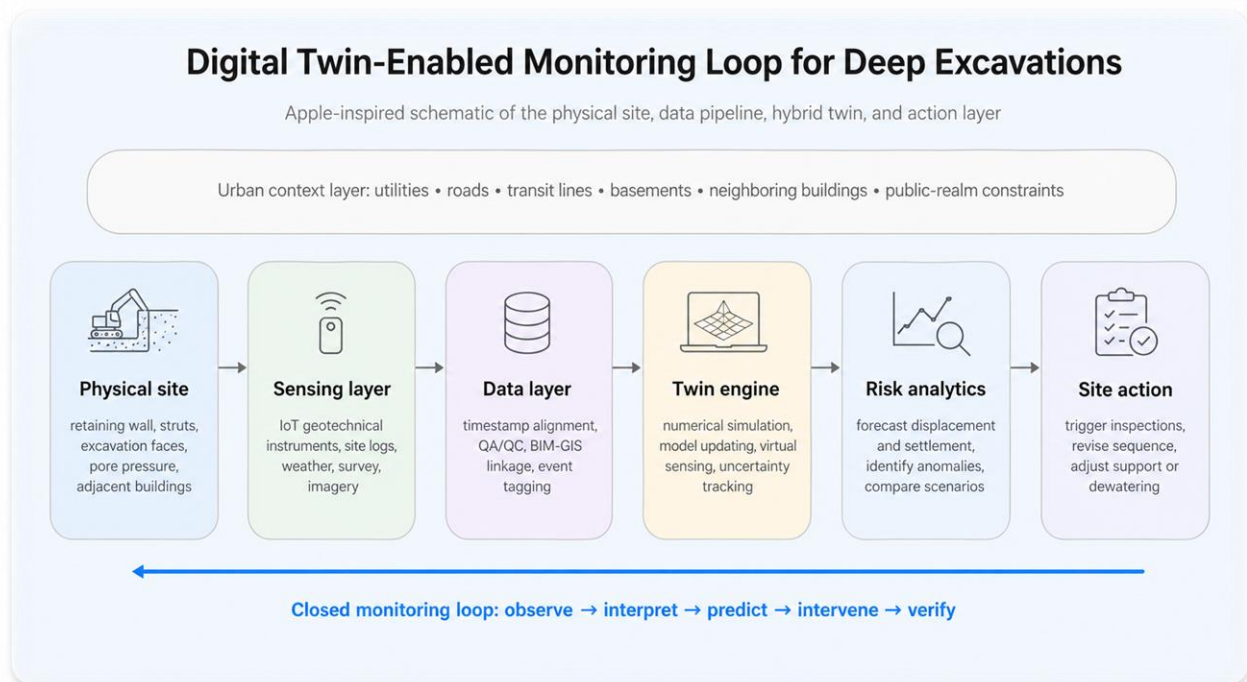 Digital Twin-Enabled Monitoring Loop for Deep Excavations
Apple-inspired schematic of the physical site, data pipeline, hybrid twin, and action layer
Urban context layer: utilities • roads • transit lines • basements • neighboring buildings • public-realm constraints
Physical site
retaining wall, struts,
excavation faces,
pore pressure,
adjacent buildings
Sensing layer
IoT geotechnical
instruments, site logs,
weather, survey,
imagery
Data layer
timestamp alignment,
QA/QC, BIM-GIS
linkage, event
tagging
Twin engine
numerical simulation,
model updating, virtual
sensing, uncertainty
tracking
Risk analytics
forecast displacement
and settlement,
identify anomalies,
compare scenarios
Site action
trigger inspections,
revise sequence,
adjust support or
dewatering
Closed monitoring loop: observe → interpret → predict → intervene → verify